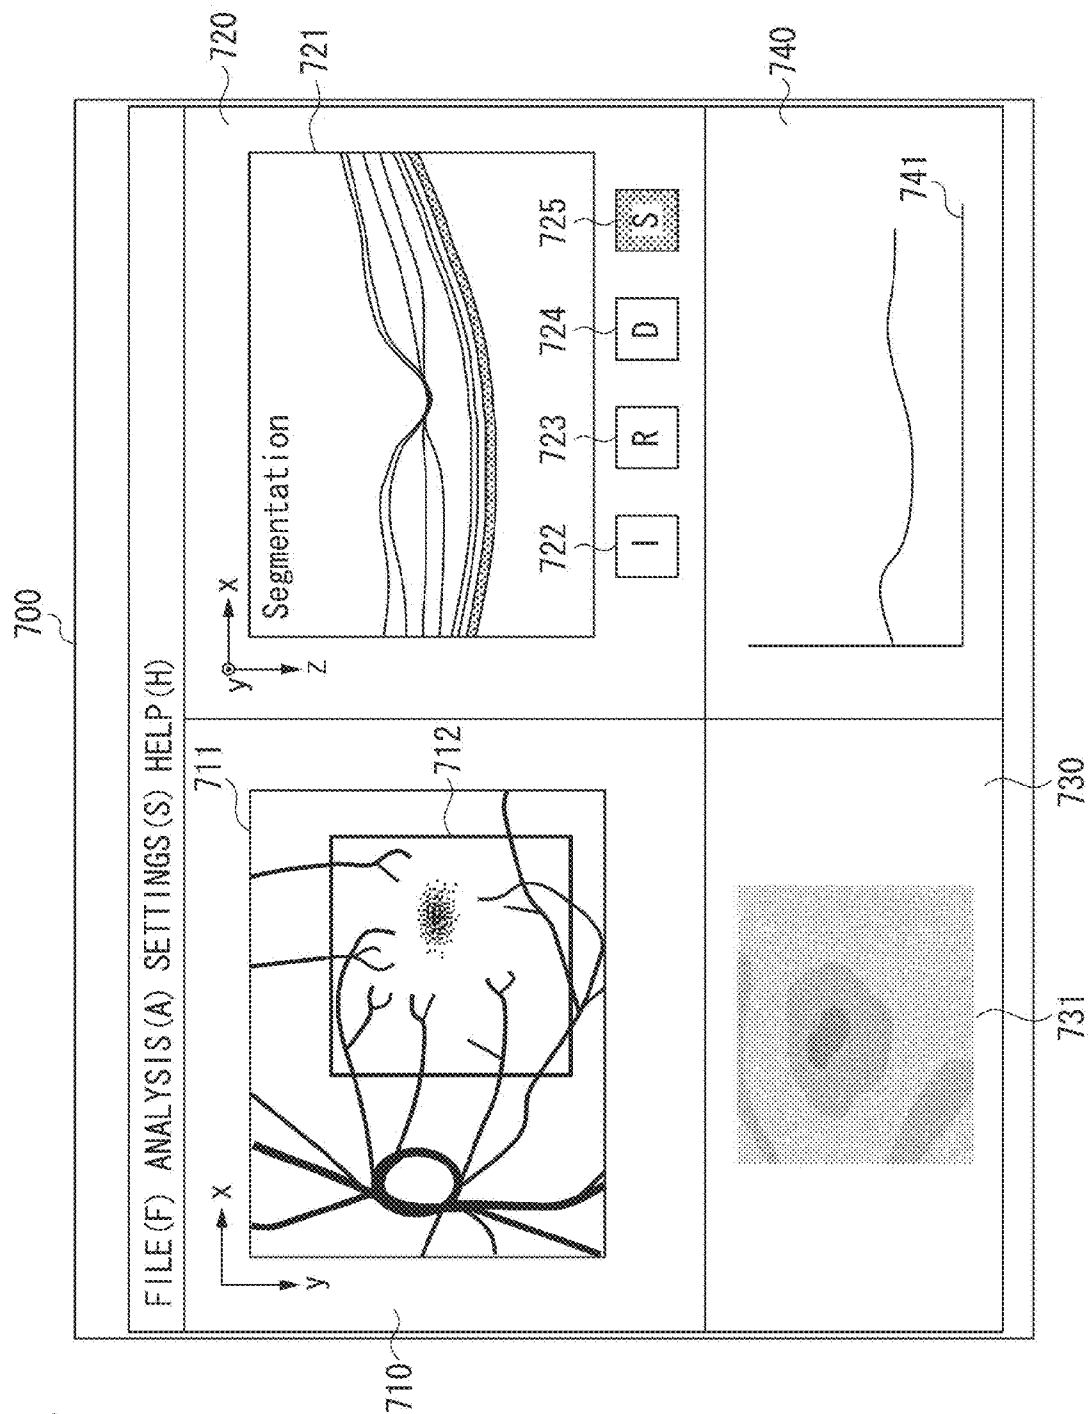 700
FILE(F) ANALYSIS(A) SETTINGS(S) HELP(H)
710
x
y
711
712
y
x
z
720
Segmentation
721
722
723
724
725
I
R
D
S
730
731
740
741